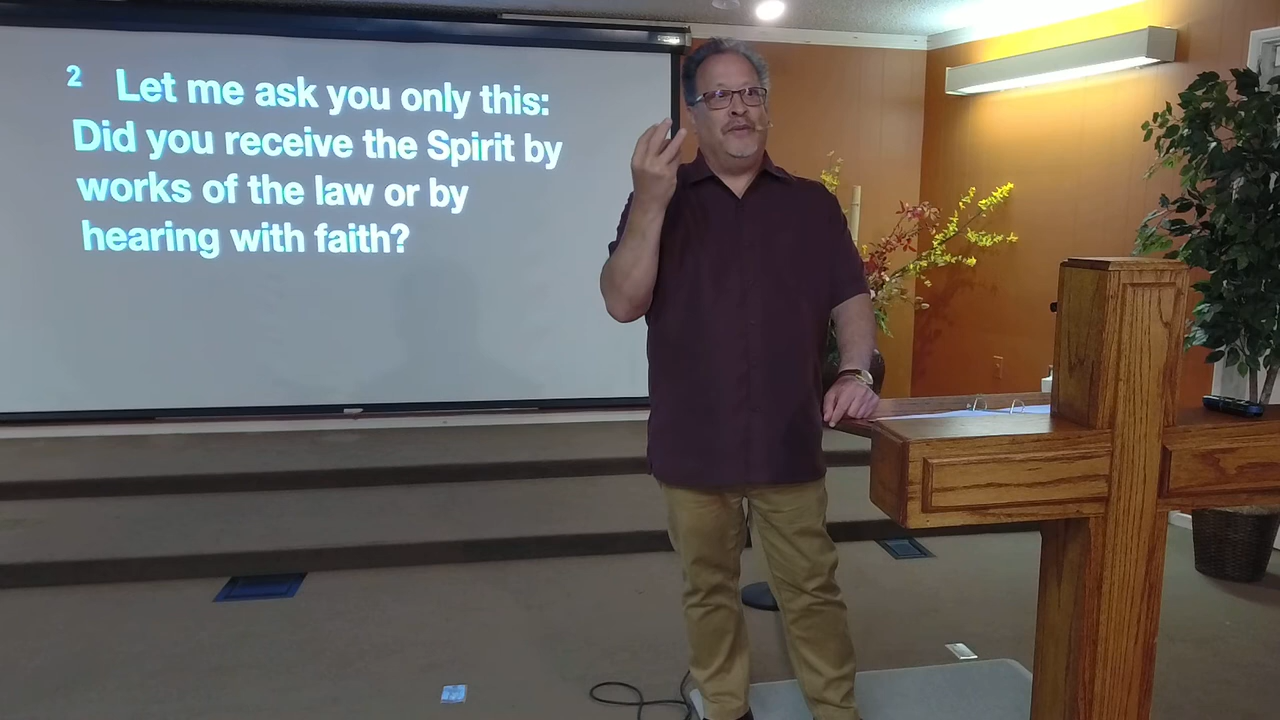 2 Let me ask you only this:
Did you receive the Spirit by
works of the law or by
hearing with faith?